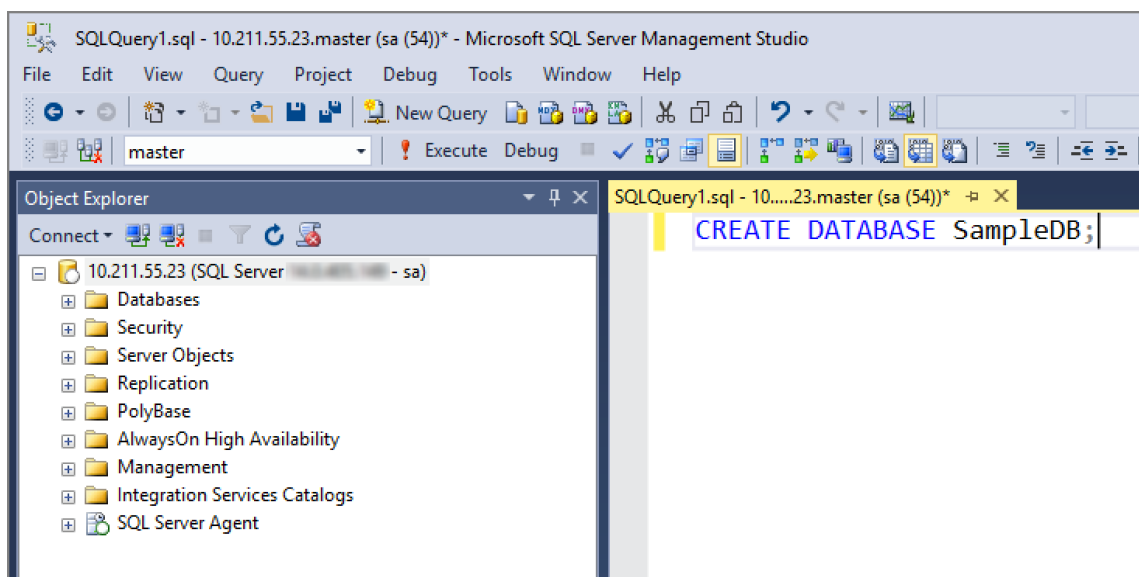 SQLQuery1.sql - 10.211.55.23.master (sa (54))* - Microsoft SQL Server Management Studio
File Edit View Query Project Debug Tools Window Help
New Query
master Execute Debug
Object Explorer
Connect
10.211.55.23 (SQL Server - sa)
Databases
Security
Server Objects
Replication
PolyBase
AlwaysOn High Availability
Management
Integration Services Catalogs
SQL Server Agent
SQLQuery1.sql - 10.....23.master (sa (54))*
CREATE DATABASE SampleDB;